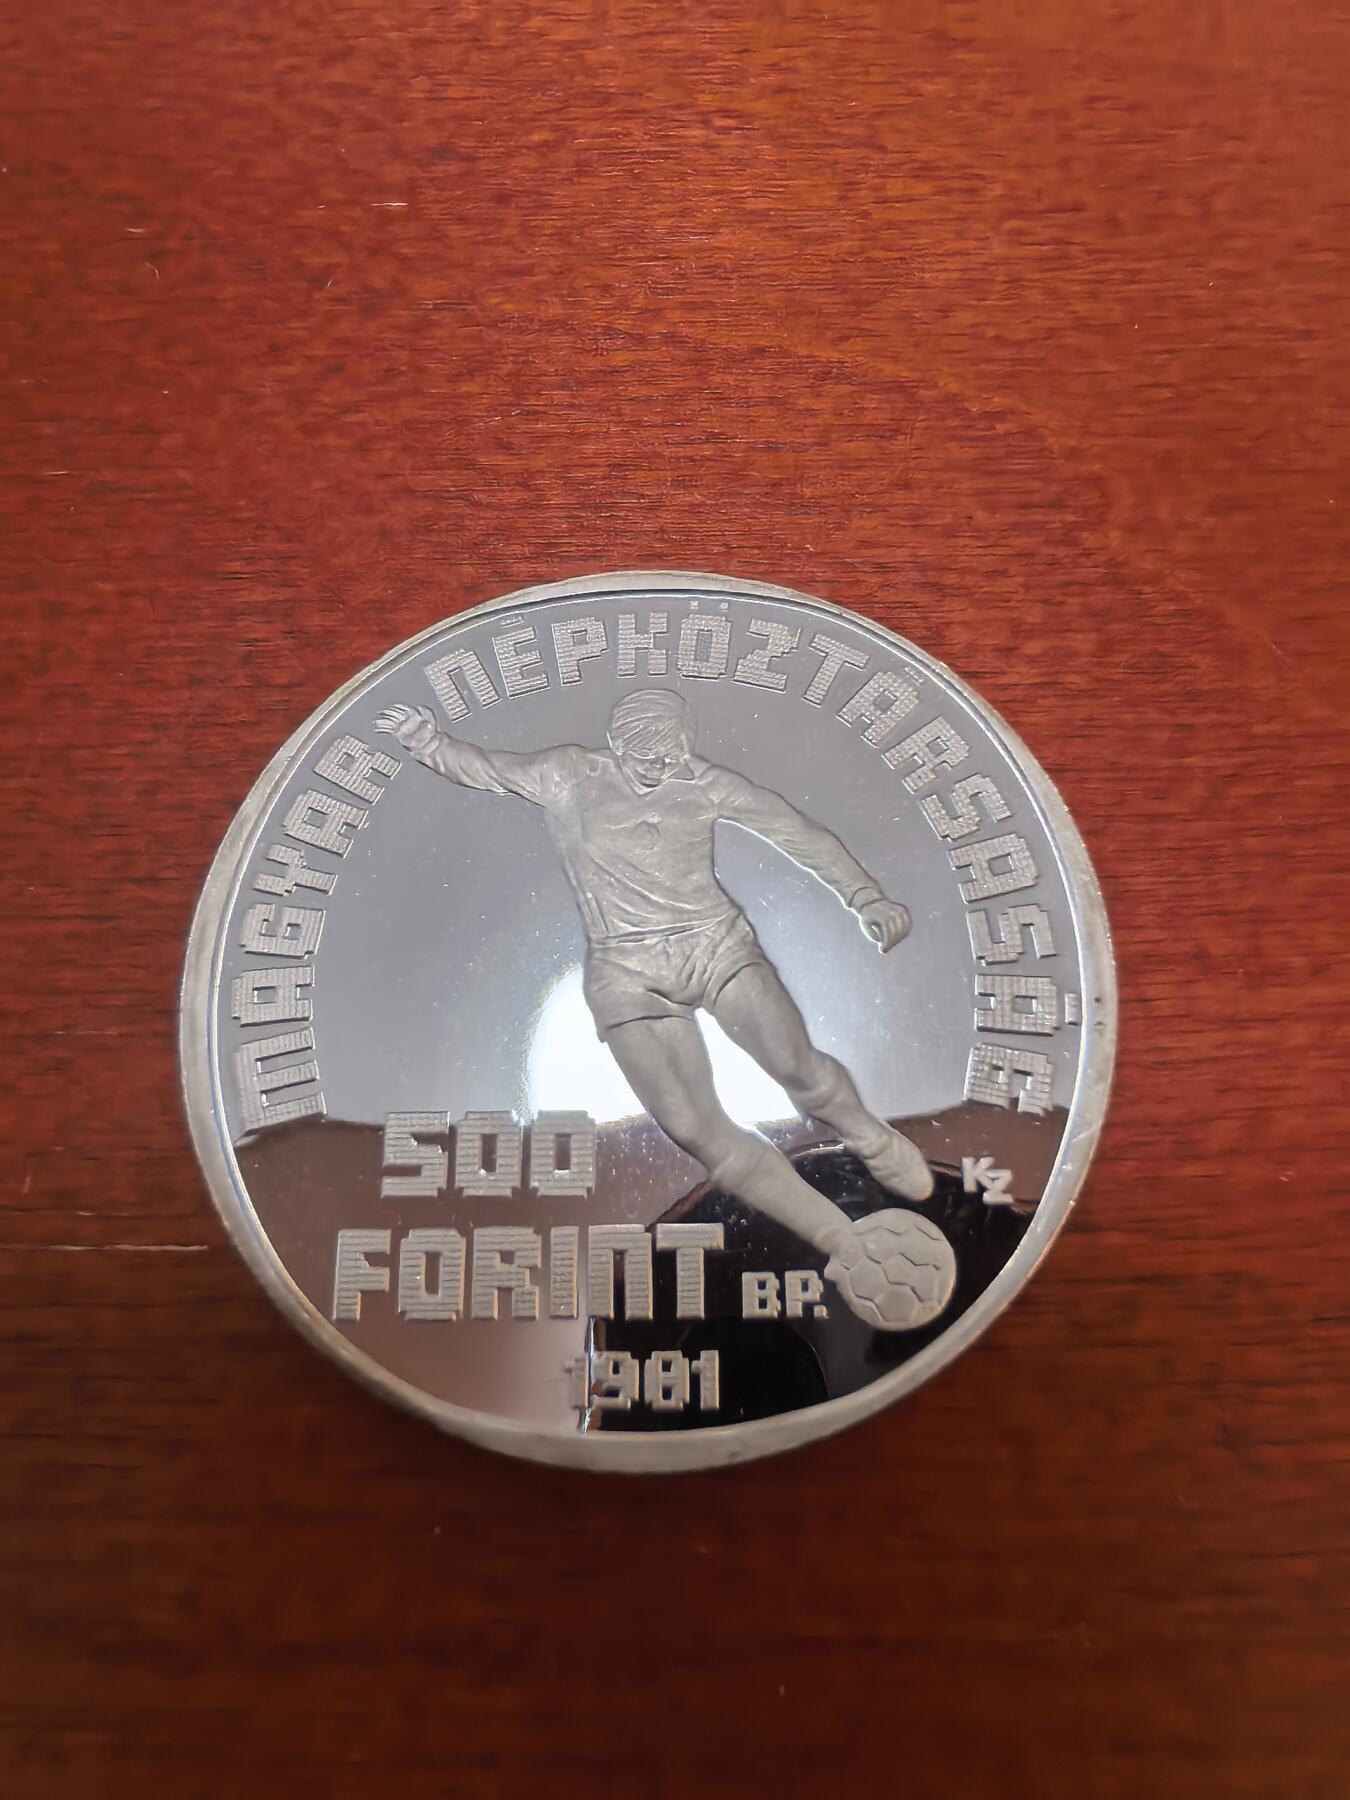 MAGYAR NÉPKÖZTÁRSASÁG
500
FORINT BP.
1981
KZ